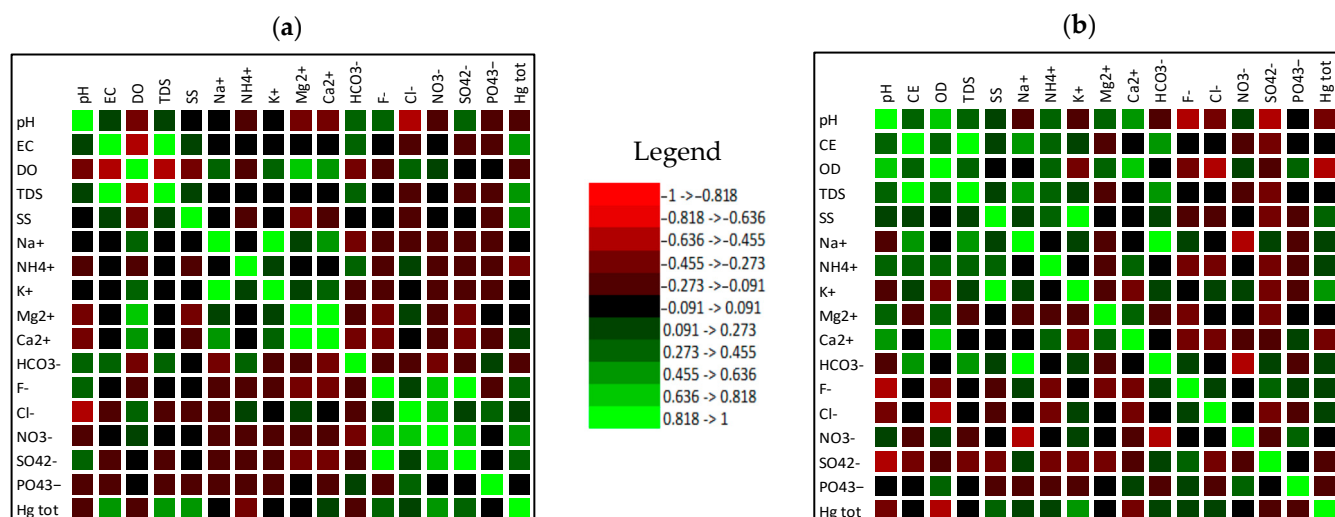 (a)
pH EC DO TDS SS Na+ NH4+ K+ Mg2+ Ca2+ HCO3- F- Cl- NO3- SO42- PO43− Hg tot
pH
EC
DO
TDS
SS
Na+
NH4+
K+
Mg2+
Ca2+
HCO3-
F-
Cl-
NO3-
SO42-
PO43−
Hg tot
Legend
-1 ->-0.818
-0.818 ->-0.636
-0.636 ->-0.455
-0.455 ->-0.273
-0.273 ->-0.091
-0.091 -> 0.091
0.091 -> 0.273
0.273 -> 0.455
0.455 -> 0.636
0.636 -> 0.818
0.818 -> 1
(b)
pH CE OD TDS SS Na+ NH4+ K+ Mg2+ Ca2+ HCO3- F- Cl- NO3- SO42- PO43− Hg tot
pH
CE
OD
TDS
SS
Na+
NH4+
K+
Mg2+
Ca2+
HCO3-
F-
Cl-
NO3-
SO42-
PO43−
Hg tot